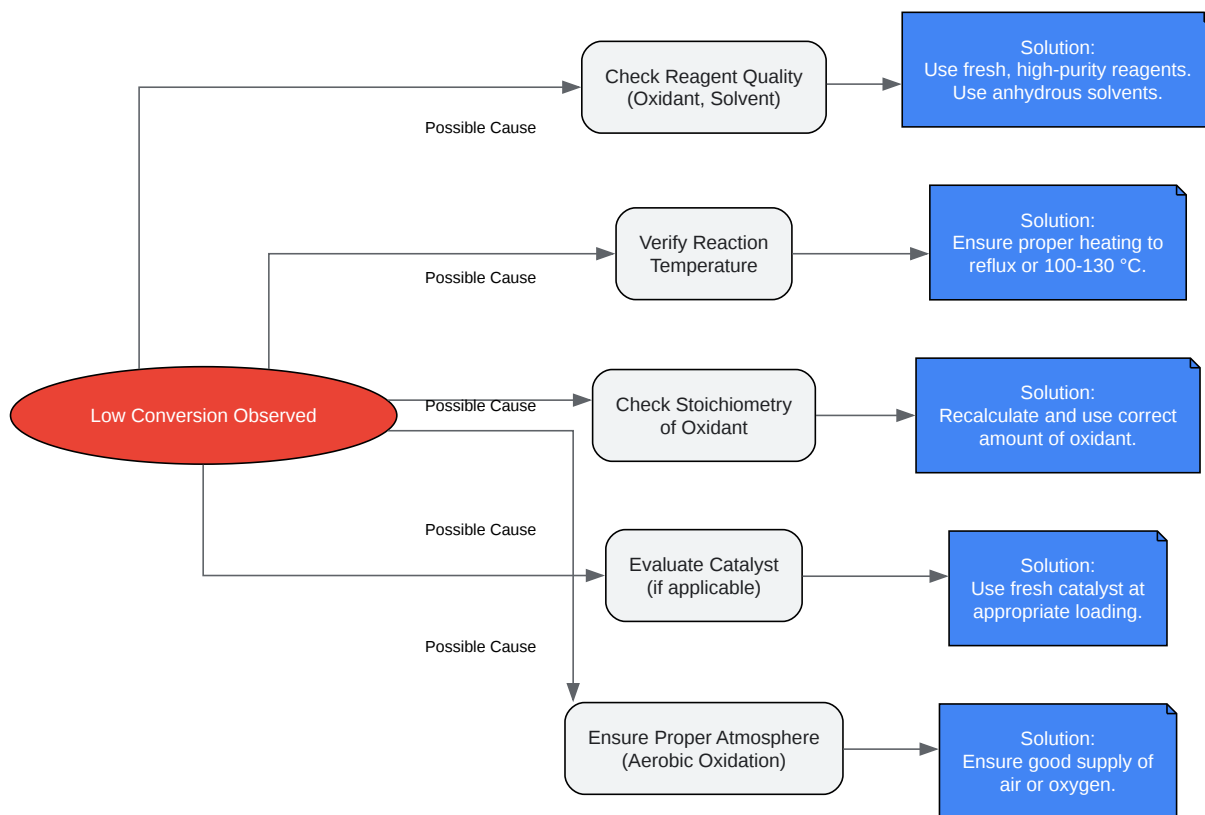 Check Reagent Quality
(Oxidant, Solvent)
Solution:
Use fresh, high-purity reagents.
Use anhydrous solvents.
Possible Cause
Verify Reaction
Temperature
Solution:
Ensure proper heating to
reflux or 100-130 °C.
Possible Cause
Low Conversion Observed
Possible Cause
Check Stoichiometry
of Oxidant
Solution:
Recalculate and use correct
amount of oxidant.
Possible Cause
Evaluate Catalyst
(if applicable)
Solution:
Use fresh catalyst at
appropriate loading.
Possible Cause
Ensure Proper Atmosphere
(Aerobic Oxidation)
Solution:
Ensure good supply of
air or oxygen.